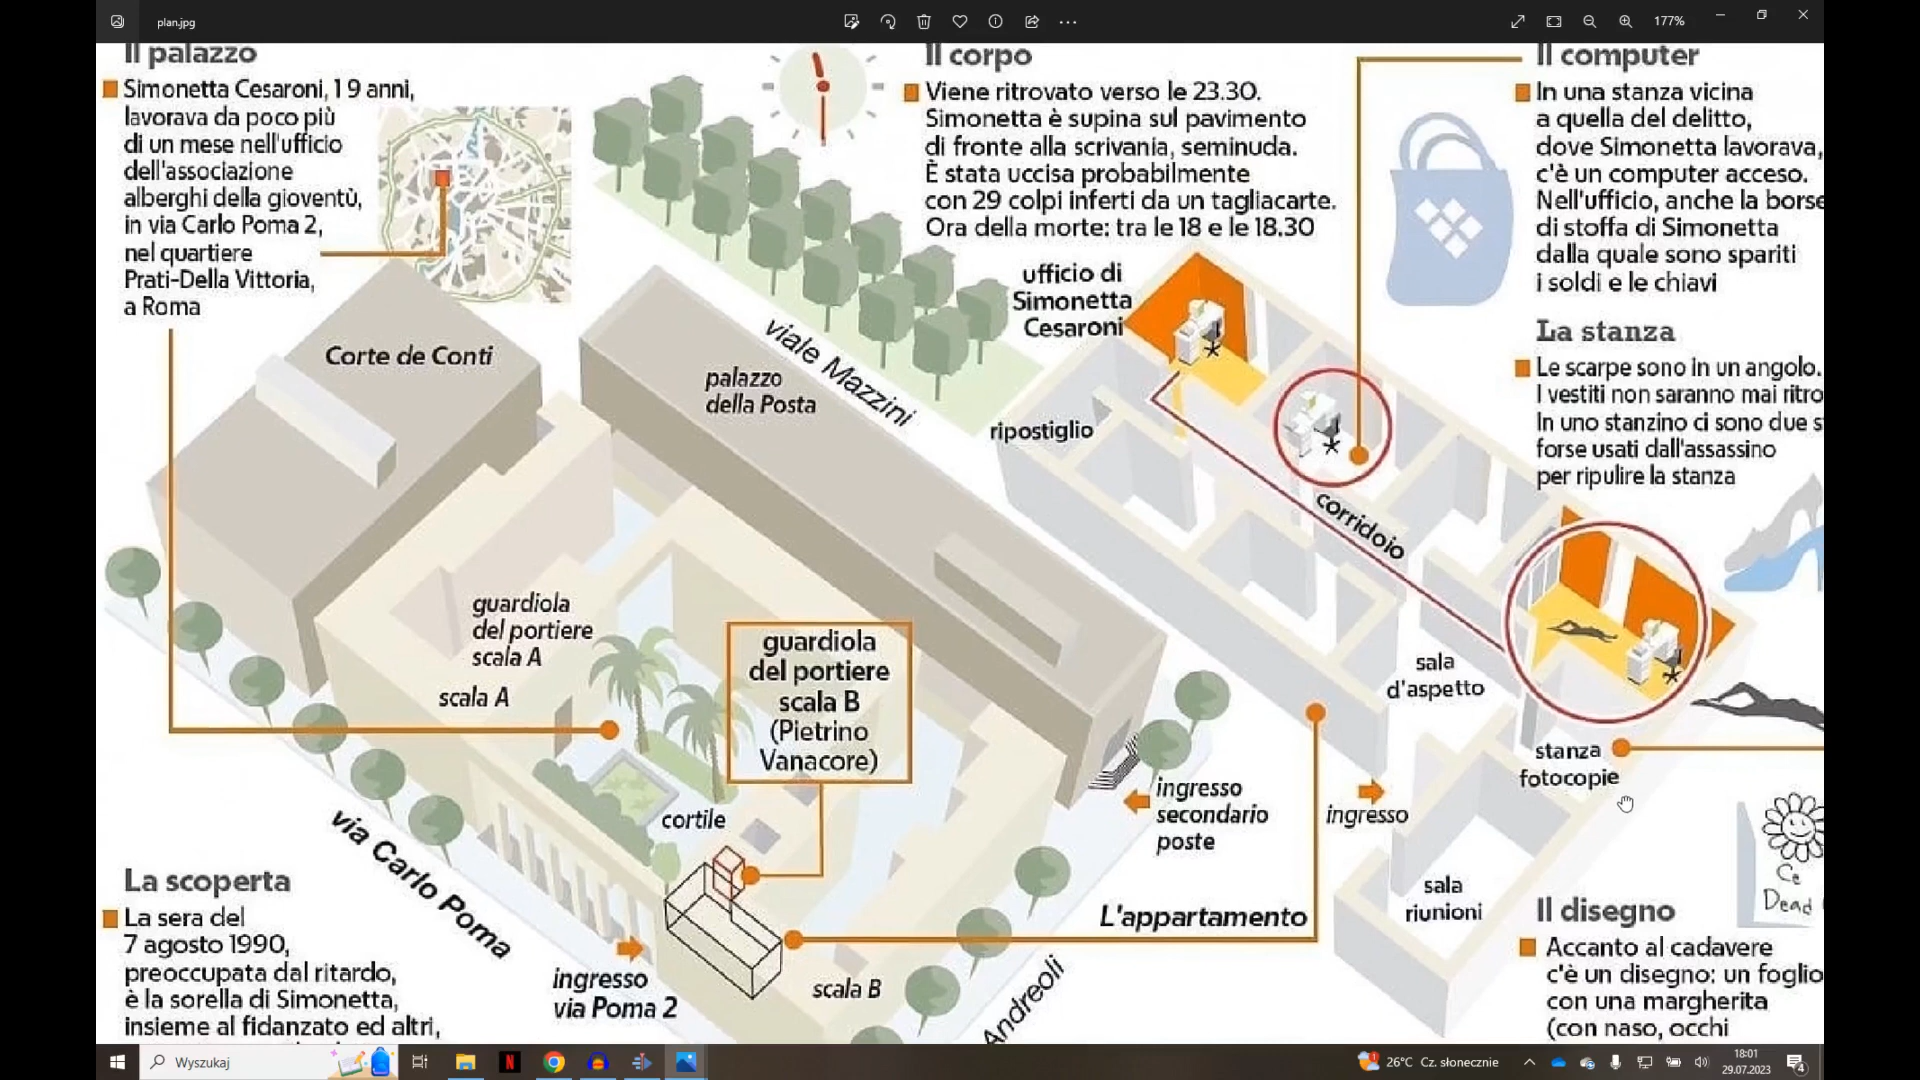 plan.jpg
177%
Il palazzo
Simonetta Cesaroni, 19 anni,
lavorava da poco più
di un mese nell'ufficio
dell'associazione
alberghi della gioventù,
in via Carlo Poma 2,
nel quartiere
Prati-Della Vittoria,
a Roma
Il corpo
Viene ritrovato verso le 23.30.
Simonetta è supina sul pavimento
di fronte alla scrivania, seminuda.
È stata uccisa probabilmente
con 29 colpi inferti da un tagliacarte.
Ora della morte: tra le 18 e le 18.30
Il computer
In una stanza vicina
a quella del delitto,
dove Simonetta lavorava,
c'è un computer acceso.
Nell'ufficio, anche la borse
di stoffa di Simonetta
dalla quale sono spariti
i soldi e le chiavi
La stanza
Le scarpe sono in un angolo.
I vestiti non saranno mai ritro
In uno stanzino ci sono due s
forse usati dall'assassino
per ripulire la stanza
Corte de Conti
palazzo
della Posta
viale Mazzini
ufficio di
Simonetta
Cesaroni
ripostiglio
corridoio
guardiola
del portiere
scala A
scala A
guardiola
del portiere
scala B
(Pietrino
Vanacore)
sala
d'aspetto
stanza
fotocopie
ingresso
secondario
poste
ingresso
cortile
via Carlo Poma
sala
riunioni
L'appartamento
ingresso
via Poma 2
scala B
Andreoli
La scoperta
La sera del
7 agosto 1990,
preoccupata dal ritardo,
è la sorella di Simonetta,
insieme al fidanzato ed altri,
Ce
Dead
Il disegno
Accanto al cadavere
c'è un disegno: un foglio
con una margherita
(con naso, occhi
Wyszukaj
N
26°C Cz. słonecznie
18:01
29.07.2023
4